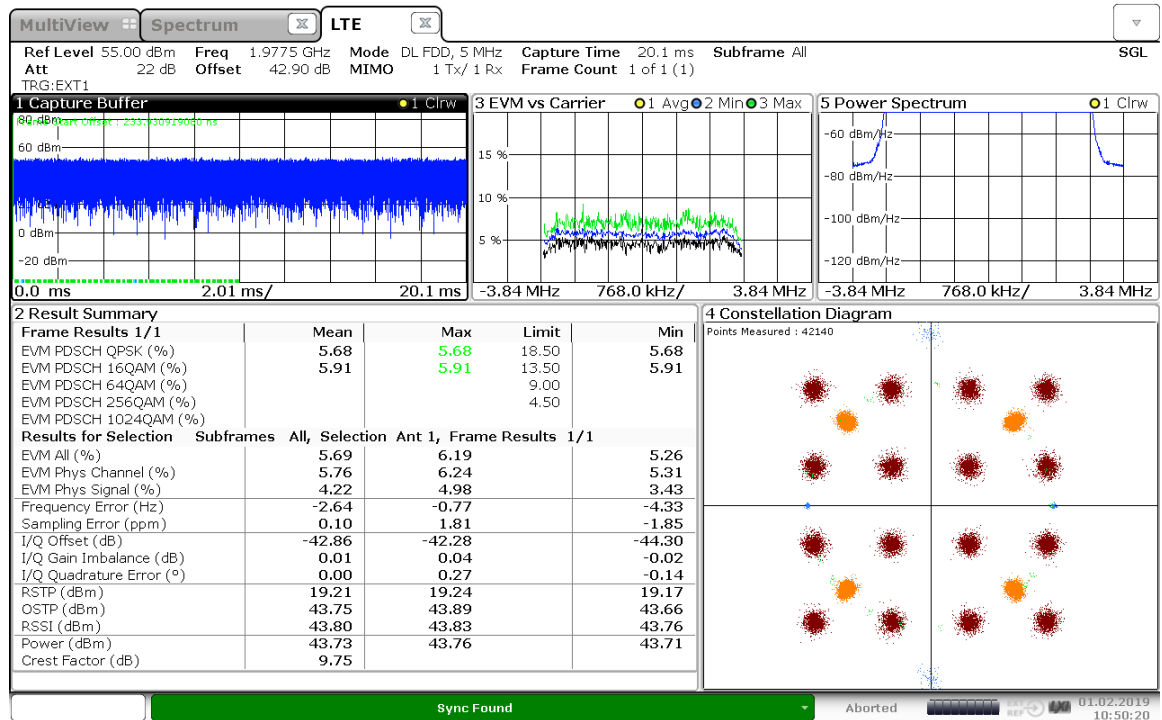 MultiView Spectrum LTE
Ref Level 55.00 dBm Freq 1.9775 GHz Mode DL FDD, 5 MHz Capture Time 20.1 ms Subframe All SGL
Att 22 dB Offset 42.90 dB MIMO 1 Tx/ 1 Rx Frame Count 1 of 1 (1)
TRG:EXT1
1 Capture Buffer 1 Clrw
Frame Start Offset : 233.930919080 ns
80 dBm
60 dBm
0 dBm
-20 dBm
0.0 ms 2.01 ms/ 20.1 ms
3 EVM vs Carrier 1 Avg 2 Min 3 Max
15 %
10 %
5 %
-3.84 MHz 768.0 kHz/ 3.84 MHz
5 Power Spectrum 1 Clrw
-60 dBm/Hz
-80 dBm/Hz
-100 dBm/Hz
-120 dBm/Hz
-3.84 MHz 768.0 kHz/ 3.84 MHz
2 Result Summary
Frame Results 1/1 Mean Max Limit Min
EVM PDSCH QPSK (%) 5.68 5.68 18.50 5.68
EVM PDSCH 16QAM (%) 5.91 5.91 13.50 5.91
EVM PDSCH 64QAM (%) 9.00
EVM PDSCH 256QAM (%) 4.50
EVM PDSCH 1024QAM (%)
Results for Selection Subframes All, Selection Ant 1, Frame Results 1/1
EVM All (%) 5.69 6.19 5.26
EVM Phys Channel (%) 5.76 6.24 5.31
EVM Phys Signal (%) 4.22 4.98 3.43
Frequency Error (Hz) -2.64 -0.77 -4.33
Sampling Error (ppm) 0.10 1.81 -1.85
I/Q Offset (dB) -42.86 -42.28 -44.30
I/Q Gain Imbalance (dB) 0.01 0.04 -0.02
I/Q Quadrature Error (º) 0.00 0.27 -0.14
RSTP (dBm) 19.21 19.24 19.17
OSTP (dBm) 43.75 43.89 43.66
RSSI (dBm) 43.80 43.83 43.76
Power (dBm) 43.73 43.76 43.71
Crest Factor (dB) 9.75
4 Constellation Diagram
Points Measured : 42140
Sync Found
Aborted
EXT
REF
LXI
01.02.2019
10:50:20